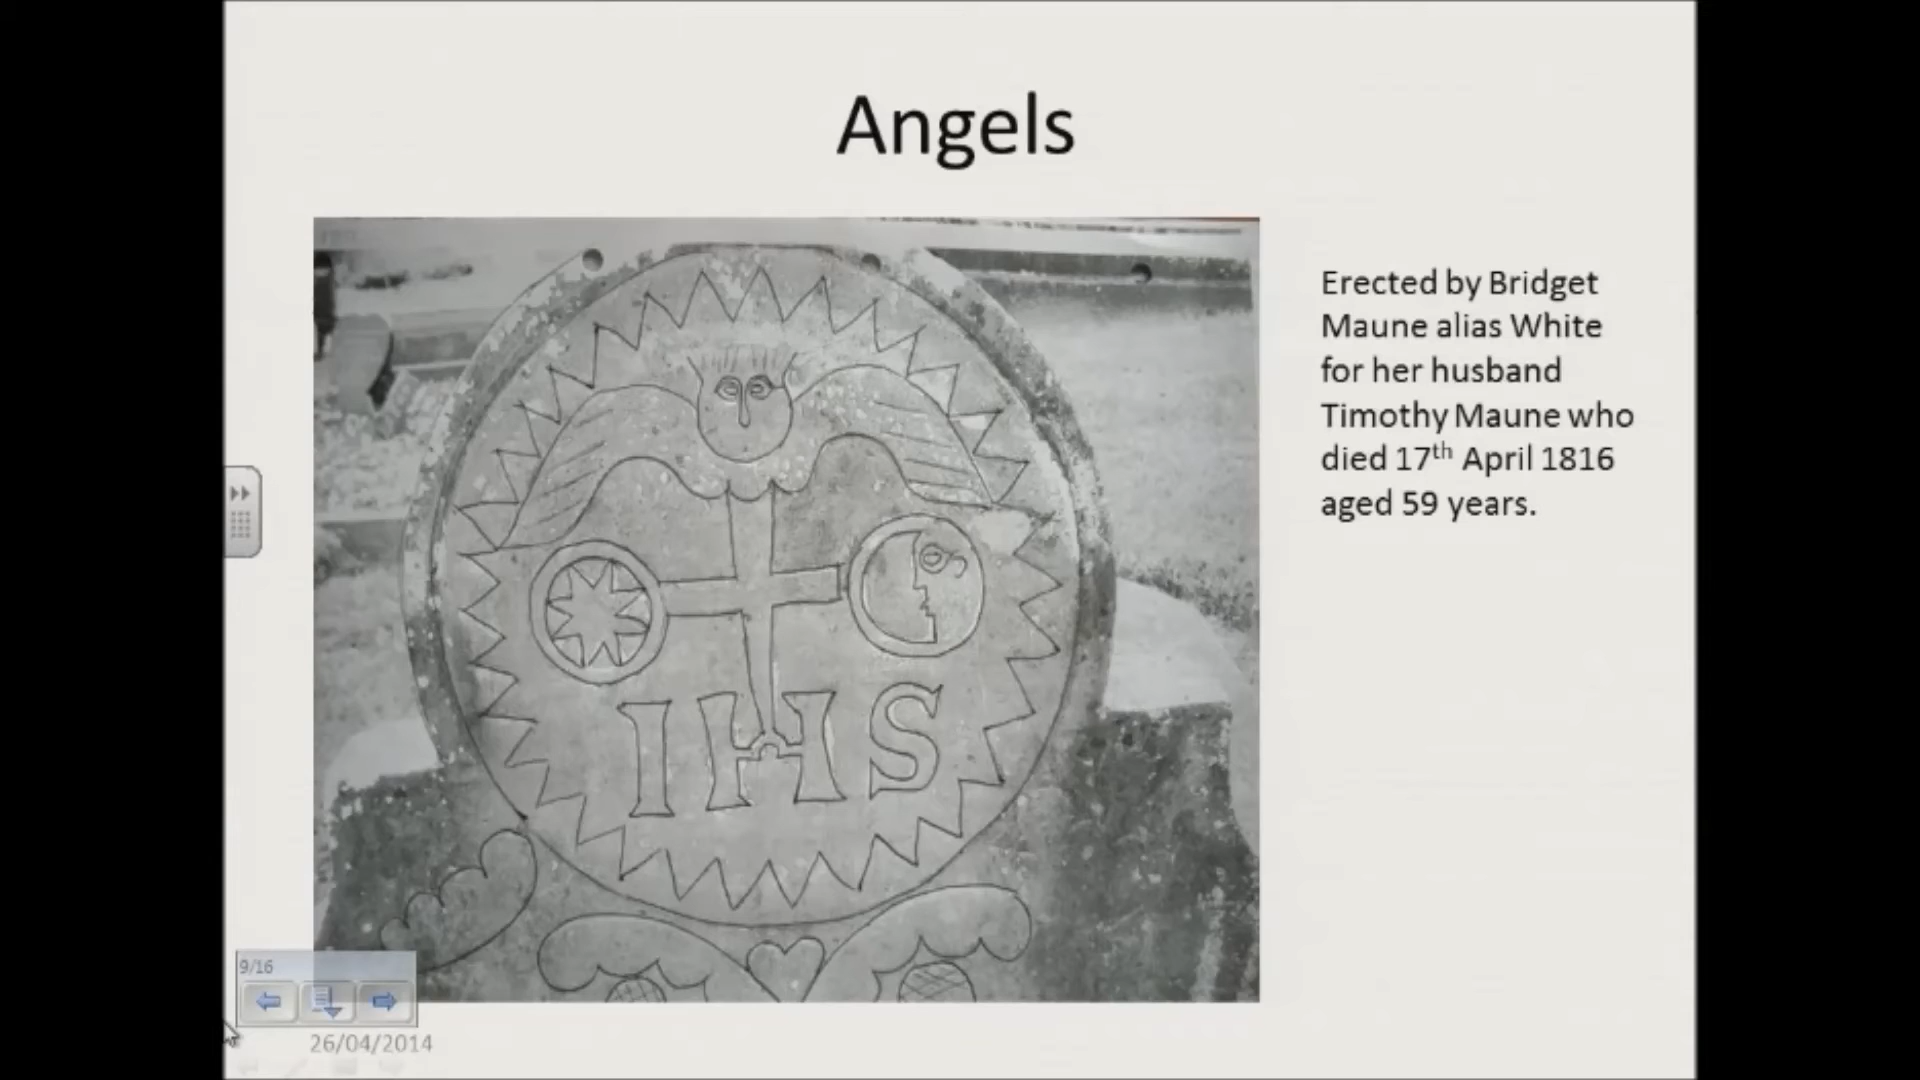 Angels
Erected by Bridget
Maune alias White
for her husband
Timothy Maune who
died 17th April 1816
aged 59 years.
IHS
9/16
26/04/2014